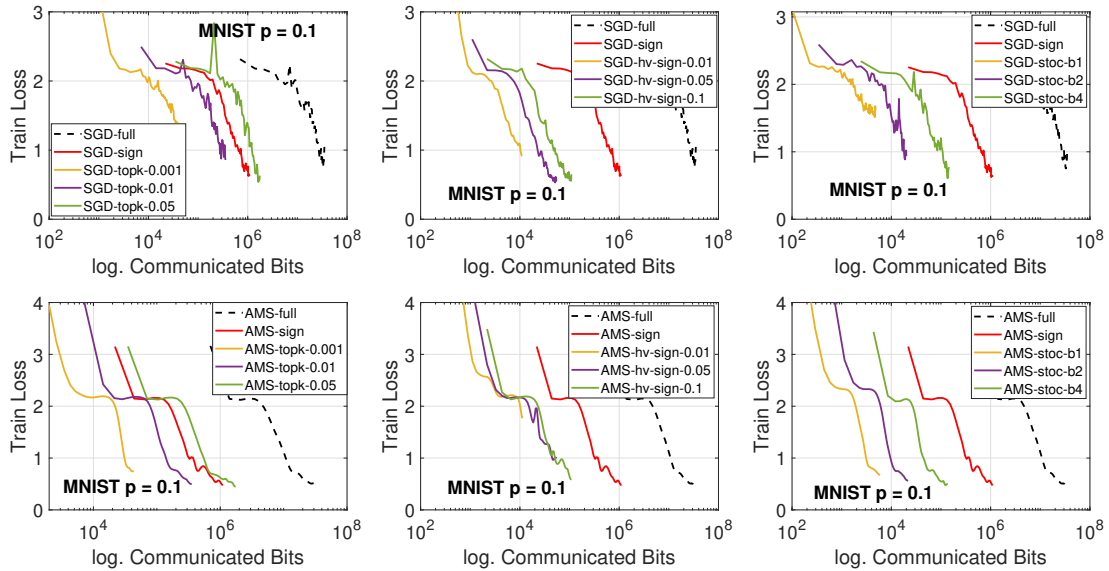 MNIST p = 0.1
SGD-full
SGD-sign
SGD-topk-0.001
SGD-topk-0.01
SGD-topk-0.05
Train Loss
3
2
1
0
10^2
10^4
10^6
10^8
log. Communicated Bits
SGD-full
SGD-sign
SGD-hv-sign-0.01
SGD-hv-sign-0.05
SGD-hv-sign-0.1
MNIST p = 0.1
Train Loss
3
2
1
0
10^2
10^4
10^6
10^8
log. Communicated Bits
SGD-full
SGD-sign
SGD-stoc-b1
SGD-stoc-b2
SGD-stoc-b4
MNIST p = 0.1
Train Loss
3
2
1
0
10^2
10^4
10^6
10^8
log. Communicated Bits
AMS-full
AMS-sign
AMS-topk-0.001
AMS-topk-0.01
AMS-topk-0.05
MNIST p = 0.1
Train Loss
4
3
2
1
0
10^4
10^6
10^8
log. Communicated Bits
AMS-full
AMS-sign
AMS-hv-sign-0.01
AMS-hv-sign-0.05
AMS-hv-sign-0.1
MNIST p = 0.1
Train Loss
4
3
2
1
0
10^2
10^4
10^6
10^8
log. Communicated Bits
AMS-full
AMS-sign
AMS-stoc-b1
AMS-stoc-b2
AMS-stoc-b4
MNIST p = 0.1
Train Loss
4
3
2
1
0
10^2
10^4
10^6
10^8
log. Communicated Bits